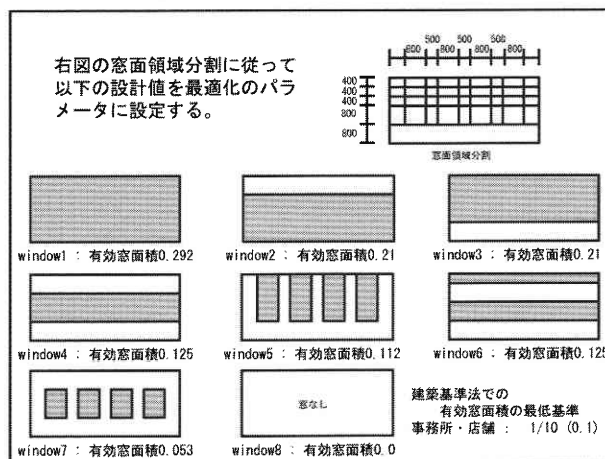 右図の窓面領域分割に従って
以下の設計値を最適化のパラ
メータに設定する。
500 500 500
800 800 800 800
400
400
400
800
800
窓面領域分割
window1 : 有効窓面積0.292
window2 : 有効窓面積0.21
window3 : 有効窓面積0.21
window4 : 有効窓面積0.125
window5 : 有効窓面積0.112
window6 : 有効窓面積0.125
window7 : 有効窓面積0.053
窓なし
window8 : 有効窓面積0.0
建築基準法での
有効窓面積の最低基準
事務所・店舗 : 1/10 (0.1)